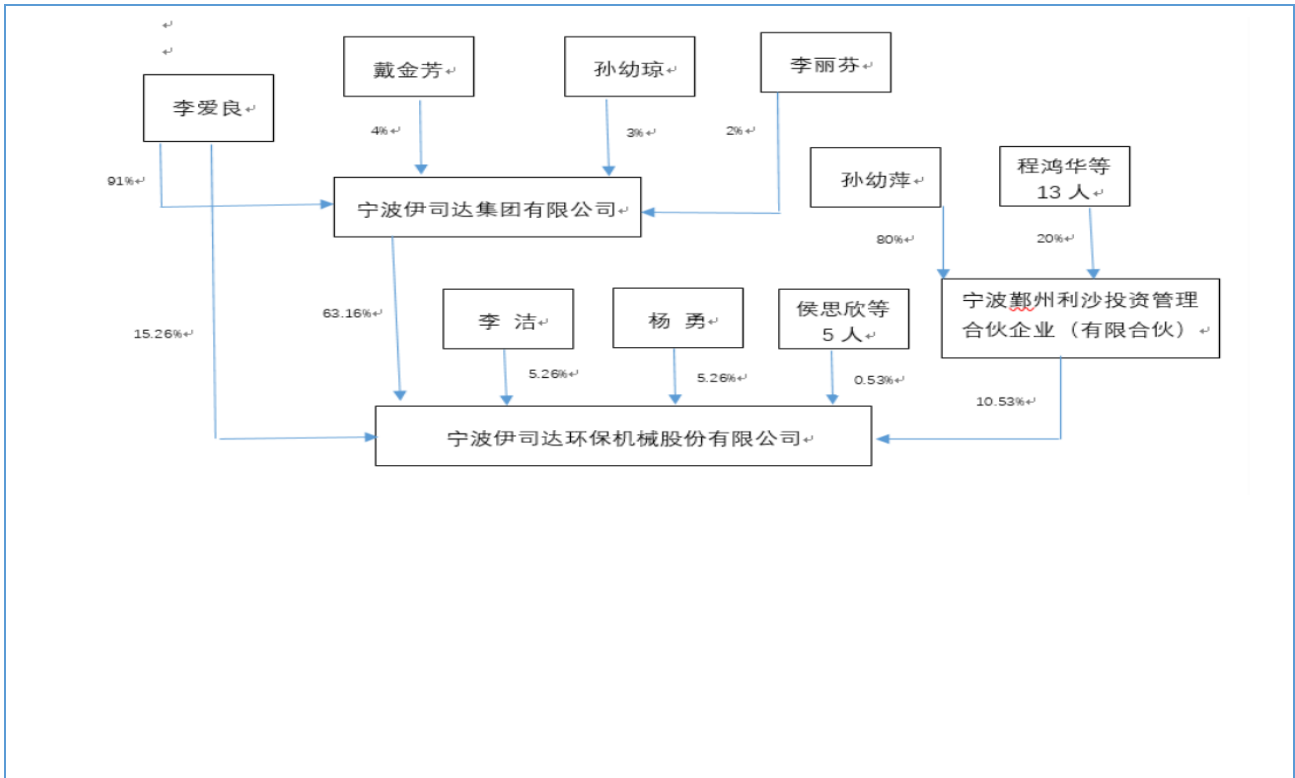 戴金芳
孙幼琼
李丽芬
李爱良
4%
3%
2%
91%
孙幼萍
程鸿华等
13 人
宁波伊司达集团有限公司
80%
20%
63.16%
15.26%
李 洁
杨 勇
侯思欣等
5 人
宁波鄞州利沙投资管理
合伙企业（有限合伙）
5.26%
5.26%
0.53%
10.53%
宁波伊司达环保机械股份有限公司